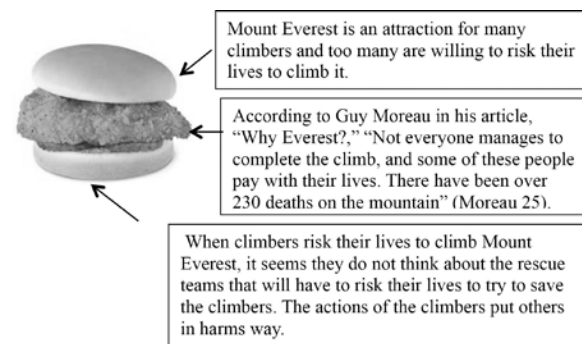 Mount Everest is an attraction for many
climbers and too many are willing to risk their
lives to climb it.
According to Guy Moreau in his article,
“Why Everest?,” “Not everyone manages to
complete the climb, and some of these people
pay with their lives. There have been over
230 deaths on the mountain” (Moreau 25).
When climbers risk their lives to climb Mount
Everest, it seems they do not think about the rescue
teams that will have to risk their lives to try to save
the climbers. The actions of the climbers put others
in harms way.